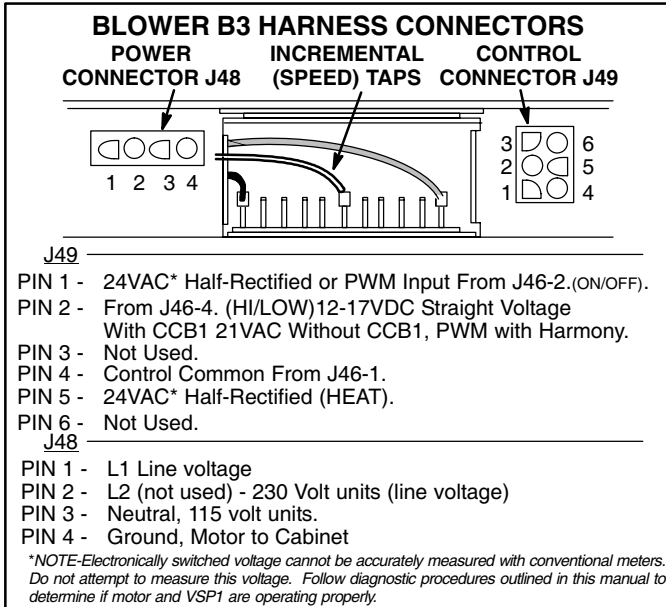 BLOWER B3 HARNESS CONNECTORS
POWER CONNECTOR J48
INCREMENTAL (SPEED) TAPS
CONTROL CONNECTOR J49
1 2 3 4
3 6
2 5
1 4
J49
PIN 1 - 24VAC* Half-Rectified or PWM Input From J46-2.(ON/OFF).
PIN 2 - From J46-4. (HI/LOW)12-17VDC Straight Voltage
With CCB1 21VAC Without CCB1, PWM with Harmony.
PIN 3 - Not Used.
PIN 4 - Control Common From J46-1.
PIN 5 - 24VAC* Half-Rectified (HEAT).
PIN 6 - Not Used.
J48
PIN 1 - L1 Line voltage
PIN 2 - L2 (not used) - 230 Volt units (line voltage)
PIN 3 - Neutral, 115 volt units.
PIN 4 - Ground, Motor to Cabinet
*NOTE-Electronically switched voltage cannot be accurately measured with conventional meters.
Do not attempt to measure this voltage. Follow diagnostic procedures outlined in this manual to
determine if motor and VSP1 are operating properly.